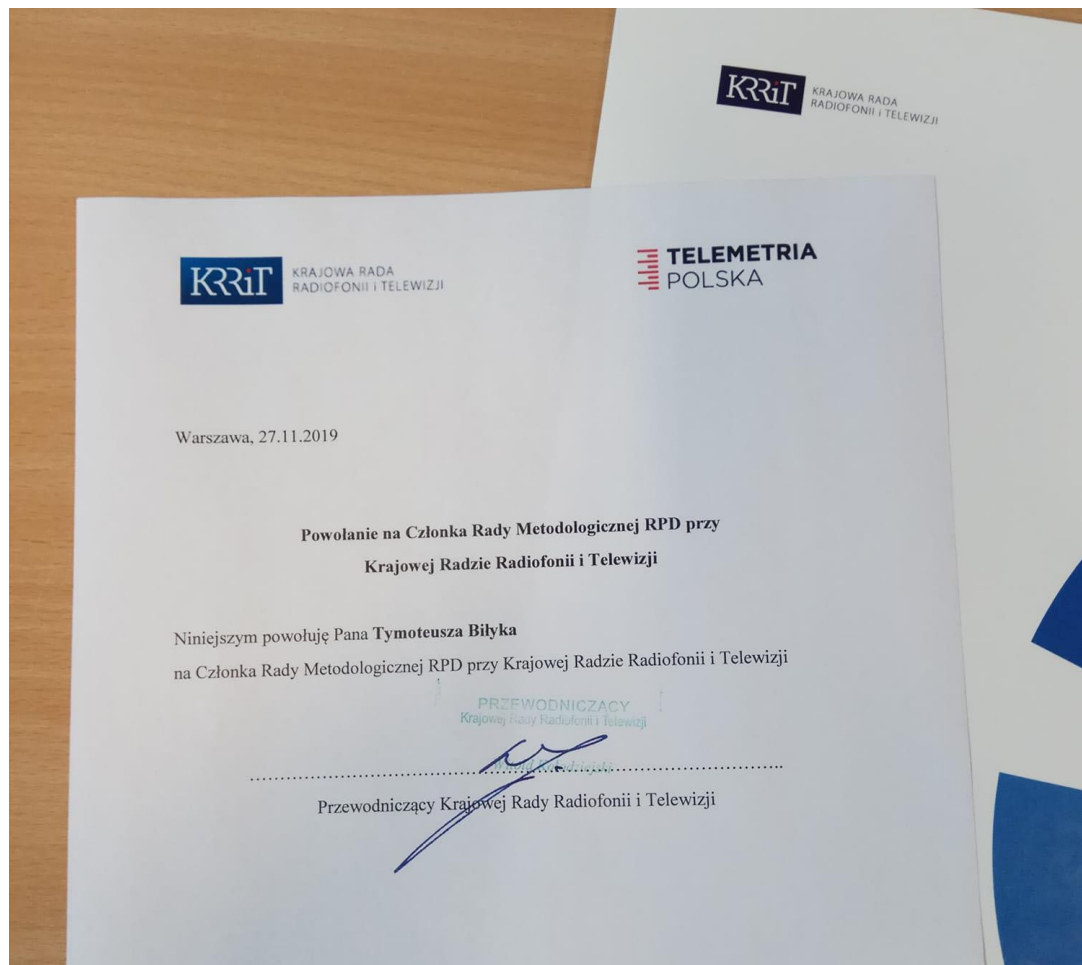 KRRiT KRAJOWA RADA
RADIOFONII I TELEWIZJI
KRRiT KRAJOWA RADA
RADIOFONII I TELEWIZJI
TELEMETRIA
POLSKA
Warszawa, 27.11.2019
Powołanie na Członka Rady Metodologicznej RPD przy
Krajowej Radzie Radiofonii i Telewizji
Niniejszym powołuję Pana Tymoteusza Biłyka
na Członka Rady Metodologicznej RPD przy Krajowej Radzie Radiofonii i Telewizji
PRZEWODNICZĄCY
Krajowej Rady Radiofonii i Telewizji
Witold Kołodziejski
Przewodniczący Krajowej Rady Radiofonii i Telewizji